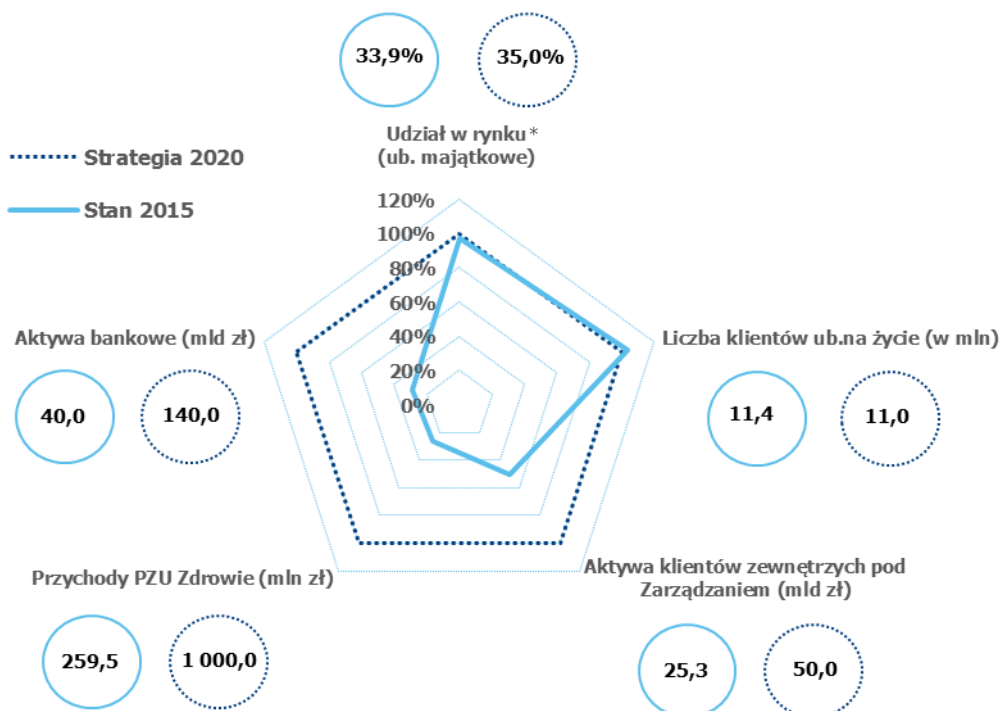 33,9%
35,0%
Udział w rynku*
(ub. majątkowe)
Strategia 2020
Stan 2015
120%
100%
80%
60%
40%
20%
0%
Aktywa bankowe (mld zł)
40,0
140,0
Liczba klientów ub.na życie (w mln)
11,4
11,0
Przychody PZU Zdrowie (mln zł)
259,5
1 000,0
Aktywa klientów zewnętrzych pod
Zarządzaniem (mld zł)
25,3
50,0